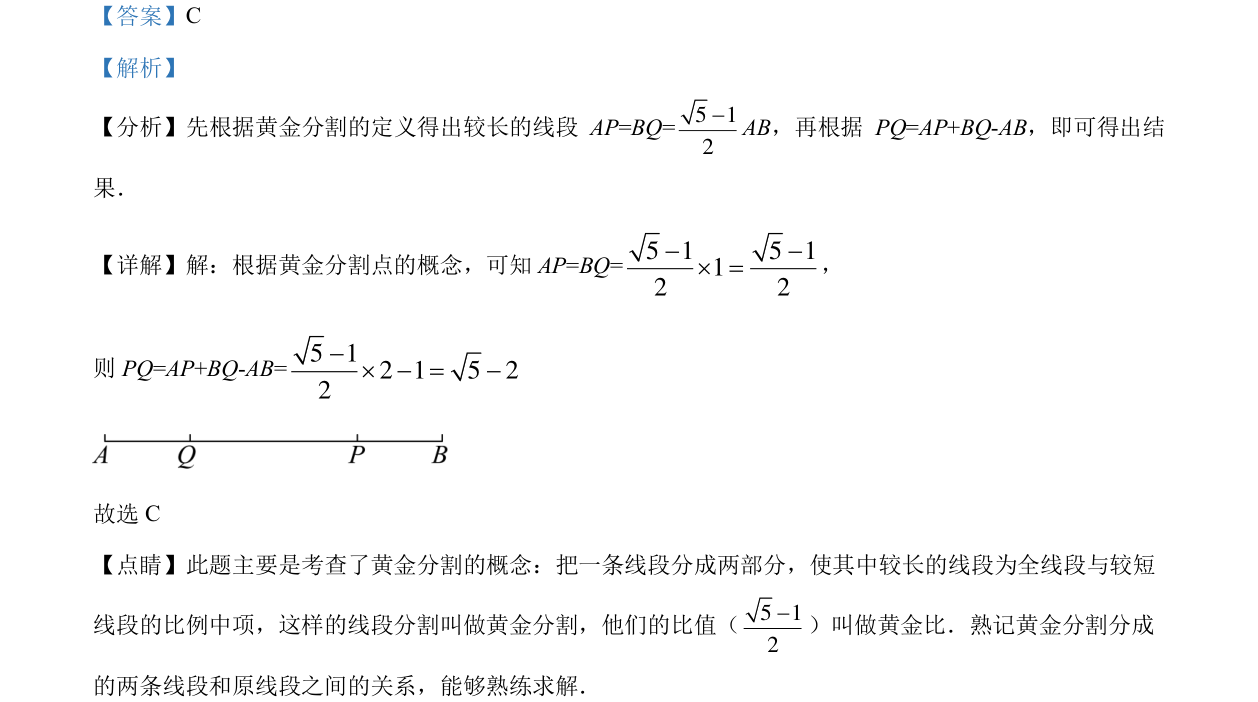 【答案】C
【解析】
【分析】先根据黄金分割的定义得出较长的线段 AP=BQ=$\frac{\sqrt{5}-1}{2}$AB，再根据 PQ=AP+BQ-AB，即可得出结
果．
【详解】解：根据黄金分割点的概念，可知 AP=BQ=$\frac{\sqrt{5}-1}{2}\times 1=\frac{\sqrt{5}-1}{2}$，
则 PQ=AP+BQ-AB=$\frac{\sqrt{5}-1}{2}\times 2-1=\sqrt{5}-2$
A Q P B
故选 C
【点睛】此题主要是考查了黄金分割的概念：把一条线段分成两部分，使其中较长的线段为全线段与较短
线段的比例中项，这样的线段分割叫做黄金分割，他们的比值（$\frac{\sqrt{5}-1}{2}$）叫做黄金比．熟记黄金分割分成
的两条线段和原线段之间的关系，能够熟练求解．